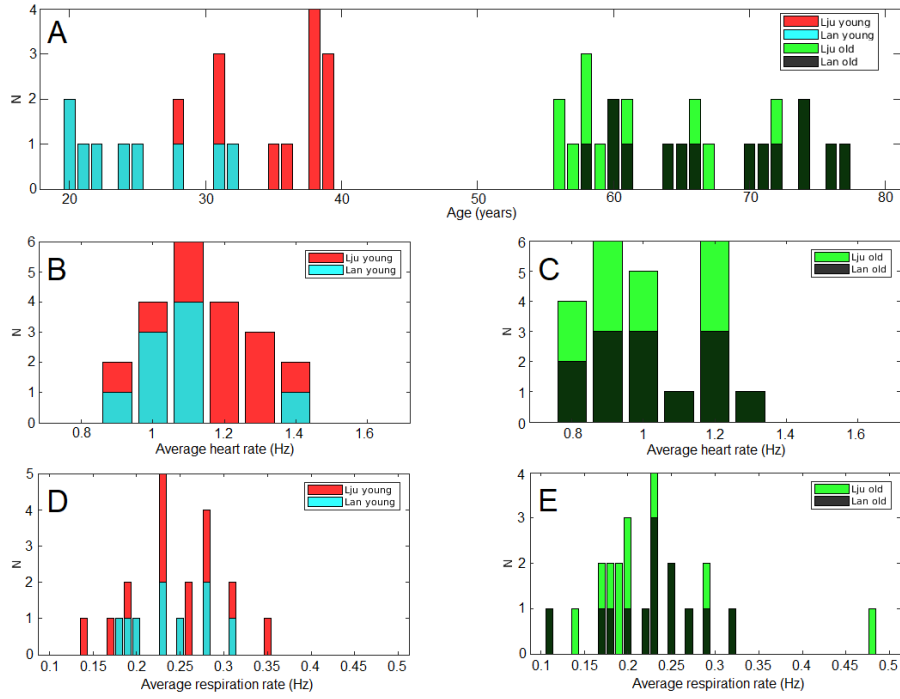 A
4
3
2
1
0
N
20
30
40
50
60
70
80
Age (years)
Lju young
Lan young
Lju old
Lan old
B
6
5
4
3
2
1
0
N
0.8
1
1.2
1.4
1.6
Average heart rate (Hz)
Lju young
Lan young
C
6
5
4
3
2
1
0
N
0.8
1
1.2
1.4
1.6
Average heart rate (Hz)
Lju old
Lan old
D
5
4
3
2
1
0
N
0.1
0.15
0.2
0.25
0.3
0.35
0.4
0.45
0.5
Average respiration rate (Hz)
Lju young
Lan young
E
4
3
2
1
0
N
0.1
0.15
0.2
0.25
0.3
0.35
0.4
0.45
0.5
Average respiration rate (Hz)
Lju old
Lan old